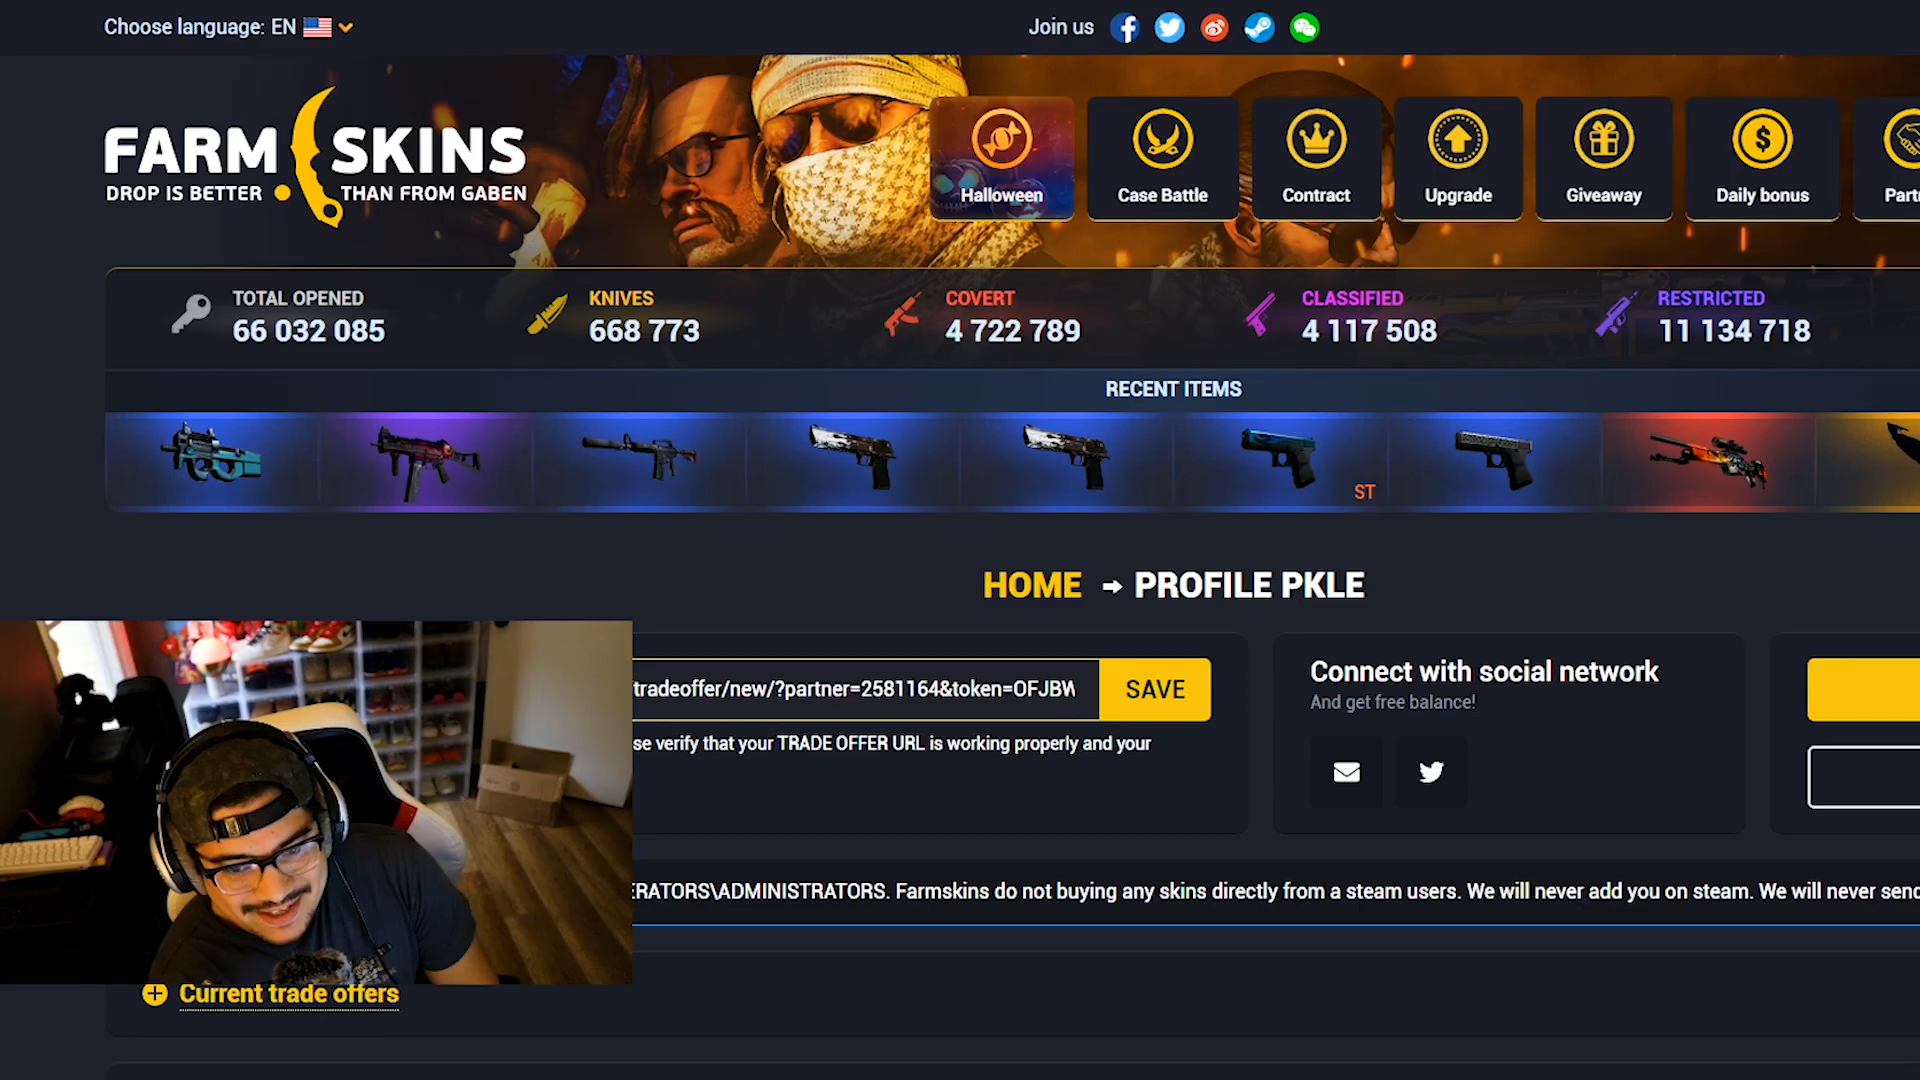 Choose language: EN
Join us
FARM SKINS
DROP IS BETTER THAN FROM GABEN
Halloween
Case Battle
Contract
Upgrade
Giveaway
Daily bonus
Part
TOTAL OPENED
66 032 085
KNIVES
668 773
COVERT
4 722 789
CLASSIFIED
4 117 508
RESTRICTED
11 134 718
RECENT ITEMS
ST
HOME → PROFILE PKLE
tradeoffer/new/?partner=2581164&token=OFJBW
SAVE
se verify that your TRADE OFFER URL is working properly and your
Connect with social network
And get free balance!
ERATORS\ADMINISTRATORS. Farmskins do not buying any skins directly from a steam users. We will never add you on steam. We will never send
Current trade offers